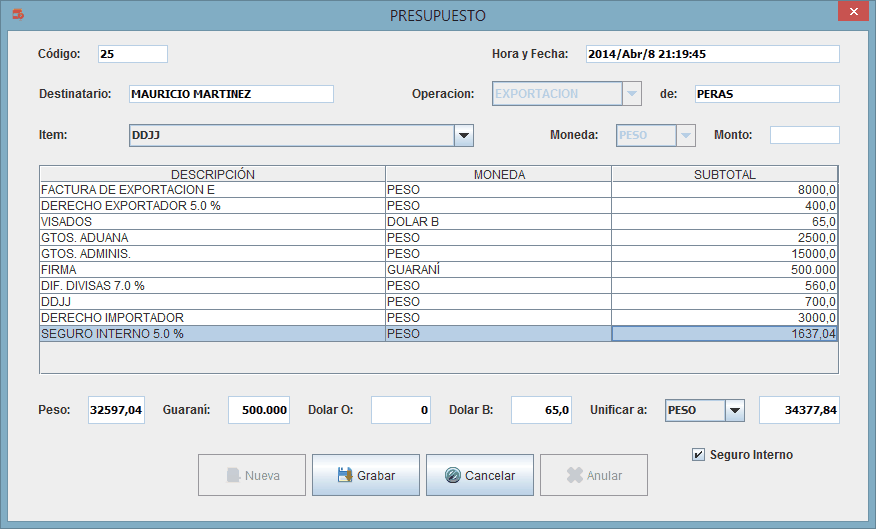 PRESUPUESTO
Código: 25 Hora y Fecha: 2014/Abr/8 21:19:45
Destinatario: MAURICIO MARTINEZ Operacion: EXPORTACION de: PERAS
Item: DDJJ Moneda: PESO Monto:
DESCRIPCIÓN MONEDA SUBTOTAL
FACTURA DE EXPORTACION E PESO 8000,0
DERECHO EXPORTADOR 5.0 % PESO 400,0
VISADOS DOLAR B 65,0
GTOS. ADUANA PESO 2500,0
GTOS. ADMINIS. PESO 15000,0
FIRMA GUARANÍ 500.000
DIF. DIVISAS 7.0 % PESO 560,0
DDJJ PESO 700,0
DERECHO IMPORTADOR PESO 3000,0
SEGURO INTERNO 5.0 % PESO 1637,04
Peso: 32597,04 Guaraní: 500.000 Dolar O: 0 Dolar B: 65,0 Unificar a: PESO 34377,84
Seguro Interno
Nueva Grabar Cancelar Anular